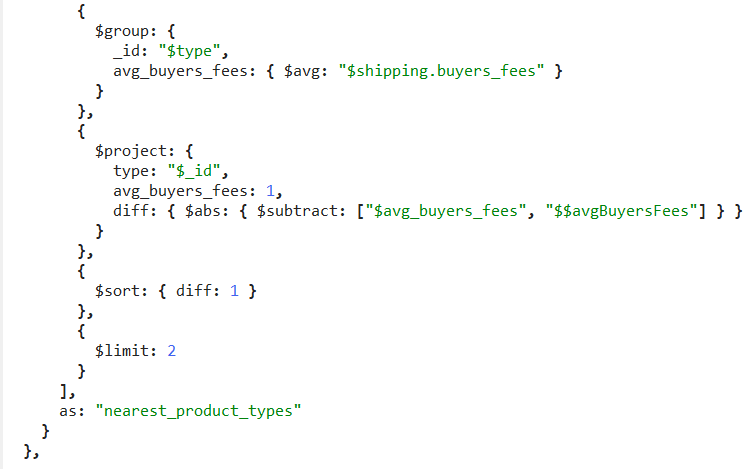 {
$group: {
_id: "$type",
avg_buyers_fees: { $avg: "$shipping.buyers_fees" }
}
},
{
$project: {
type: "$_id",
avg_buyers_fees: 1,
diff: { $abs: { $subtract: ["$avg_buyers_fees", "$$avgBuyersFees"] } }
}
},
{
$sort: { diff: 1 }
},
{
$limit: 2
}
],
as: "nearest_product_types"
}
},